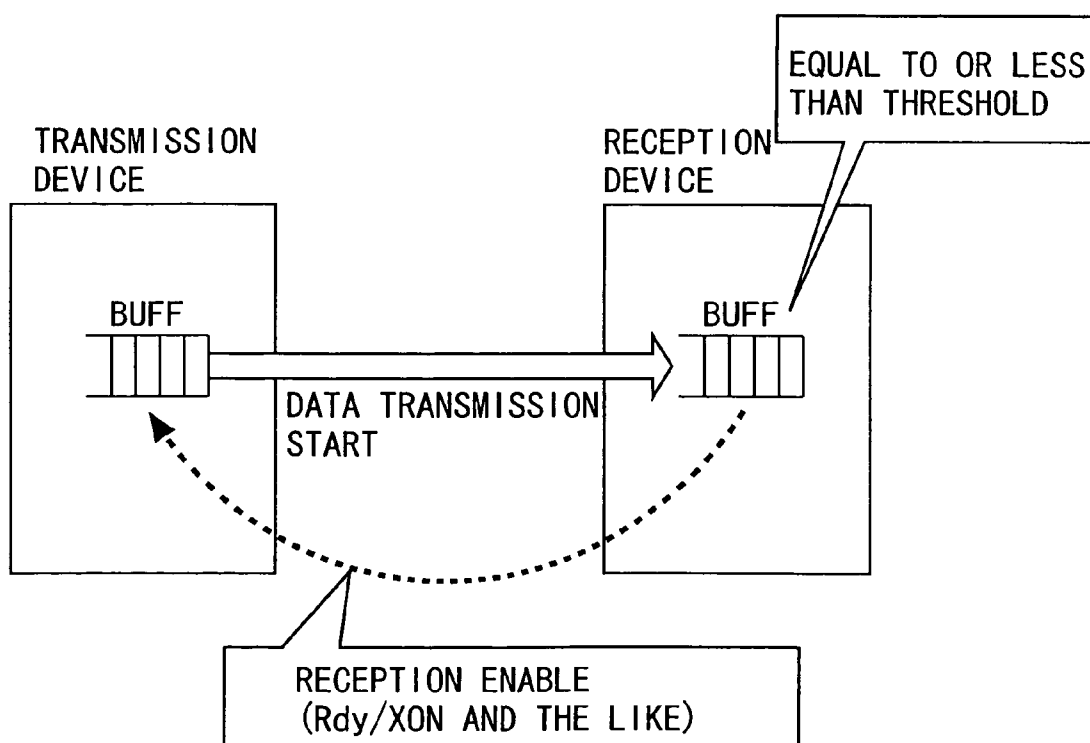 EQUAL TO OR LESS
THAN THRESHOLD
TRANSMISSION
DEVICE
RECEPTION
DEVICE
BUFF
BUFF
DATA TRANSMISSION
START
RECEPTION ENABLE
(Rdy/XON AND THE LIKE)